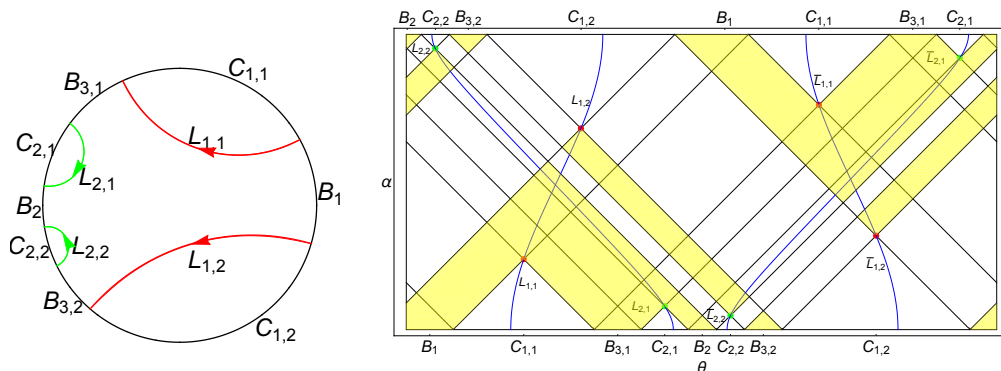 B₂ C₂,₂ B₃,₂ C₁,₂ B₁ C₁,₁ B₃,₁ C₂,₁
L₂,₂ L̅₂,₁
L̅₁,₁
L₁,₂
α
L̅₁,₂
L₁,₁
L₂,₁ L̅₂,₂
B₁ C₁,₁ B₃,₁ C₂,₁ B₂ C₂,₂ B₃,₂ C₁,₂
θ
C₁,₁
B₃,₁
L₁,₁
C₂,₁
L₂,₁
B₁
B₂
C₂,₂ L₂,₂
L₁,₂
B₃,₂
C₁,₂